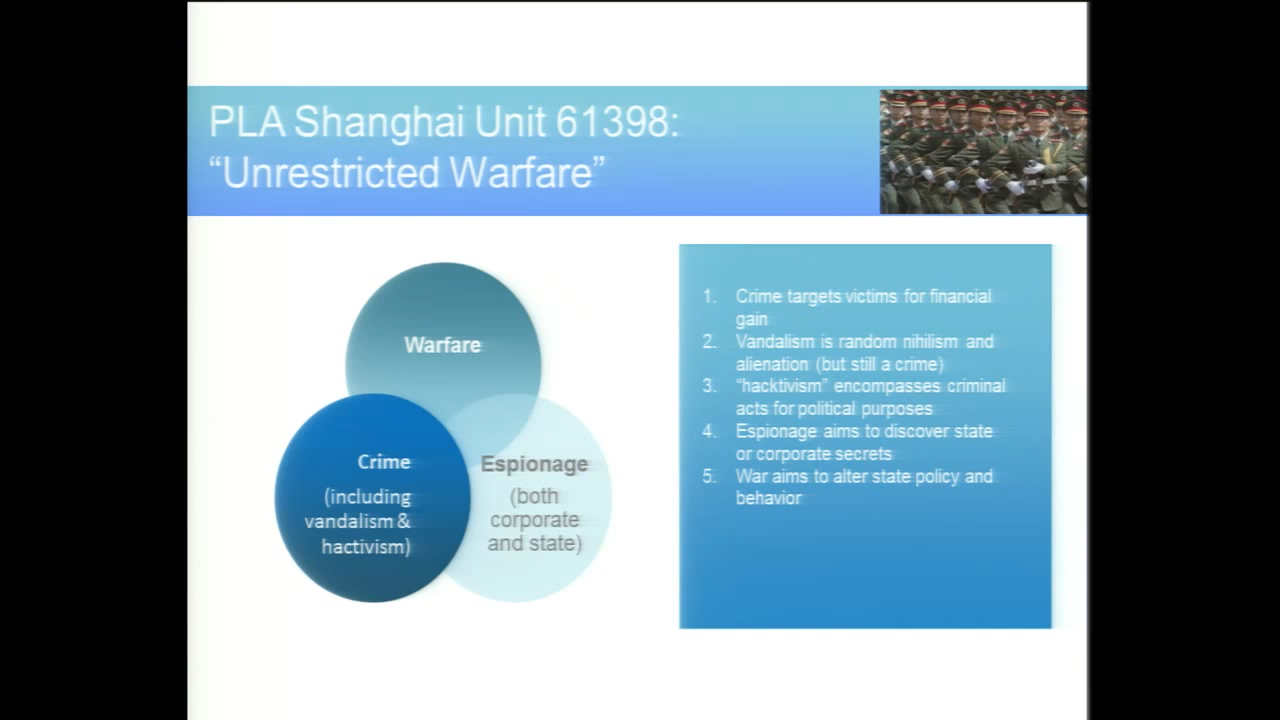 PLA Shanghai Unit 61398:
“Unrestricted Warfare”
Warfare
Crime
(including
vandalism &
hactivism)
Espionage
(both
corporate
and state)
1. Crime targets victims for financial
gain
2. Vandalism is random nihilism and
alienation (but still a crime)
3. “hacktivism” encompasses criminal
acts for political purposes
4. Espionage aims to discover state
or corporate secrets
5. War aims to alter state policy and
behavior